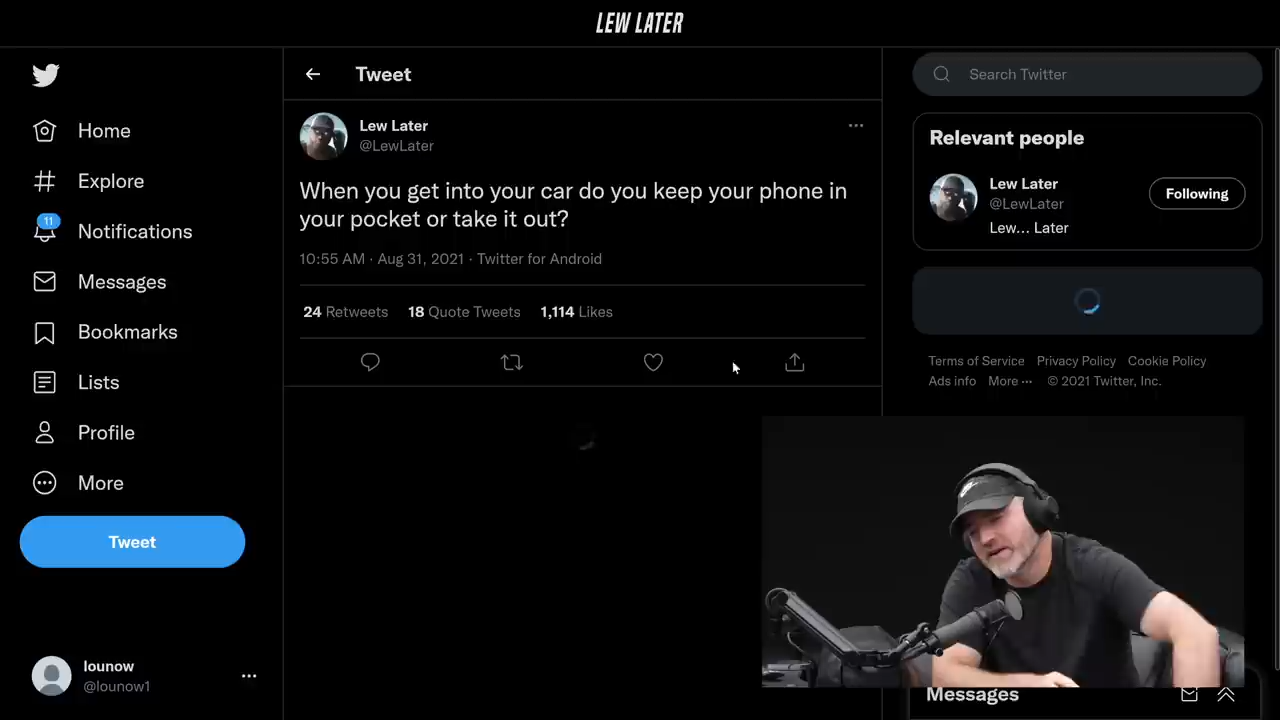 LEW LATER
Home
Explore
11
Notifications
Messages
Bookmarks
Lists
Profile
More
Tweet
lounow
@lounow1
Tweet
Lew Later
@LewLater
When you get into your car do you keep your phone in
your pocket or take it out?
10:55 AM · Aug 31, 2021 · Twitter for Android
24 Retweets 18 Quote Tweets 1,114 Likes
Search Twitter
Relevant people
Lew Later
@LewLater
Following
Lew... Later
Terms of Service Privacy Policy Cookie Policy
Ads info More ··· © 2021 Twitter, Inc.
Messages